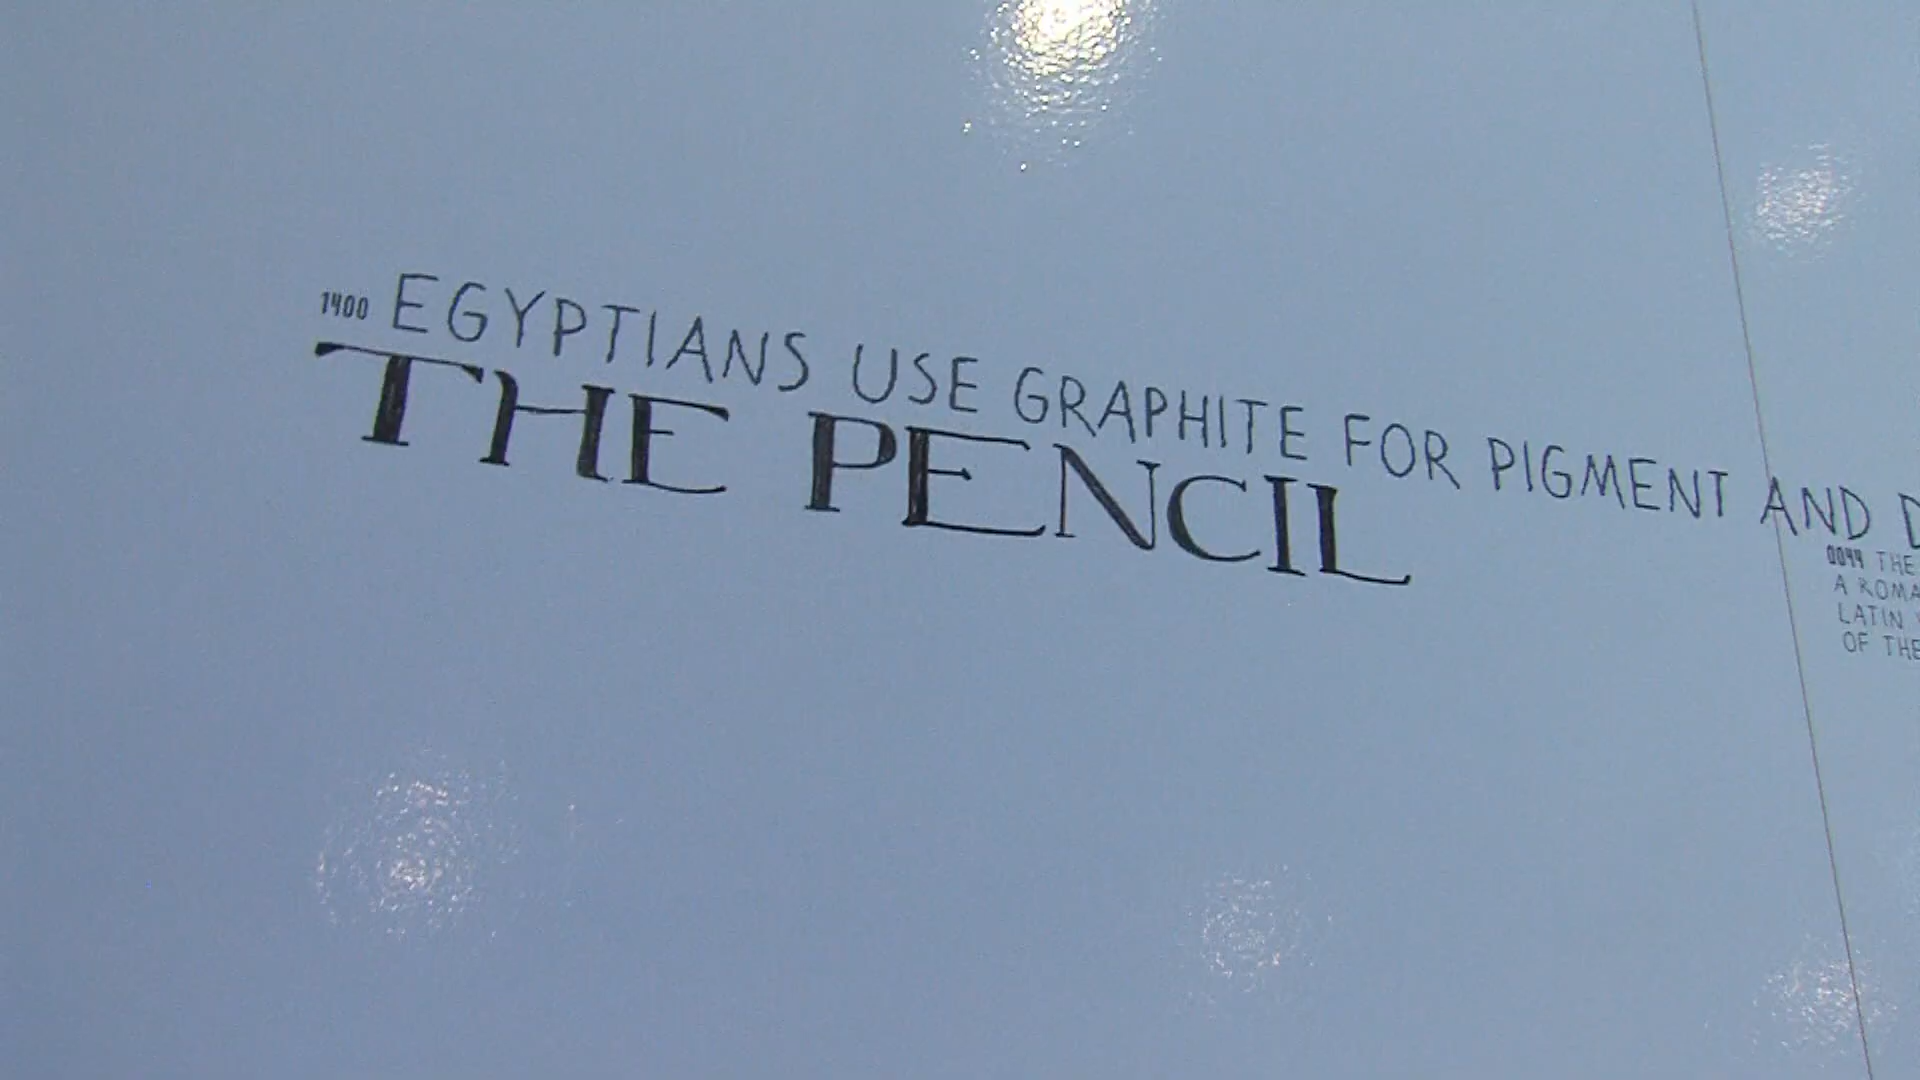 1400 EGYPTIANS USE GRAPHITE FOR PIGMENT AND
THE PENCIL
0044 THE
A ROMA
LATIN
OF THE